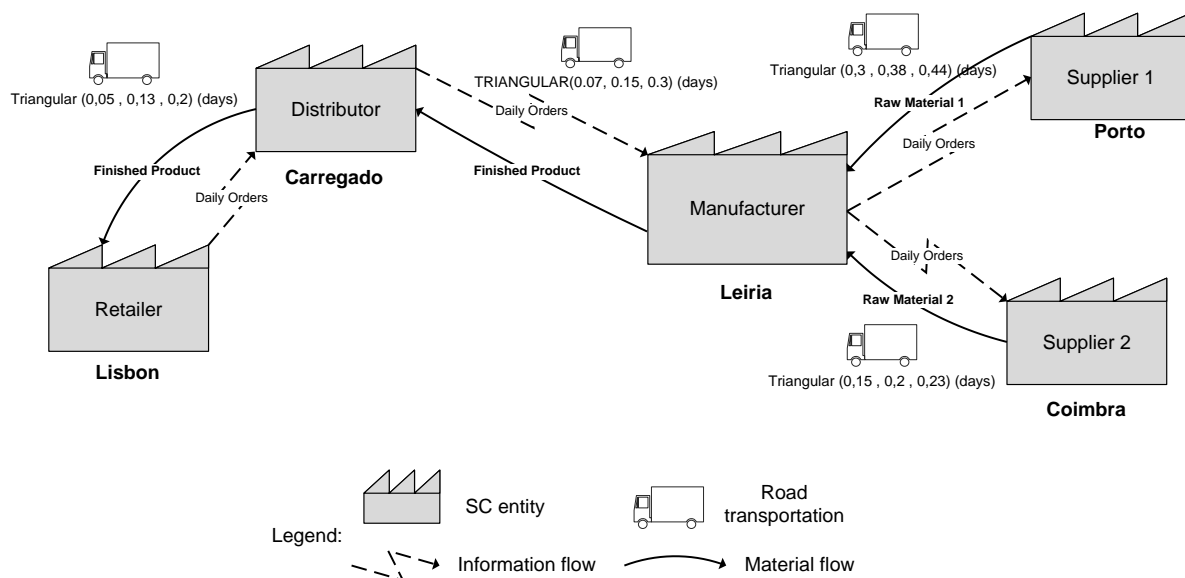 Triangular (0,05 , 0,13 , 0,2) (days)
Distributor
Carregado
Finished Product
Daily Orders
Retailer
Lisbon
TRIANGULAR(0.07, 0.15, 0.3) (days)
Daily Orders
Finished Product
Manufacturer
Leiria
Triangular (0,3 , 0,38 , 0,44) (days)
Raw Material 1
Daily Orders
Supplier 1
Porto
Daily Orders
Raw Material 2
Triangular (0,15 , 0,2 , 0,23) (days)
Supplier 2
Coimbra
Legend:
SC entity
Road
transportation
Information flow
Material flow